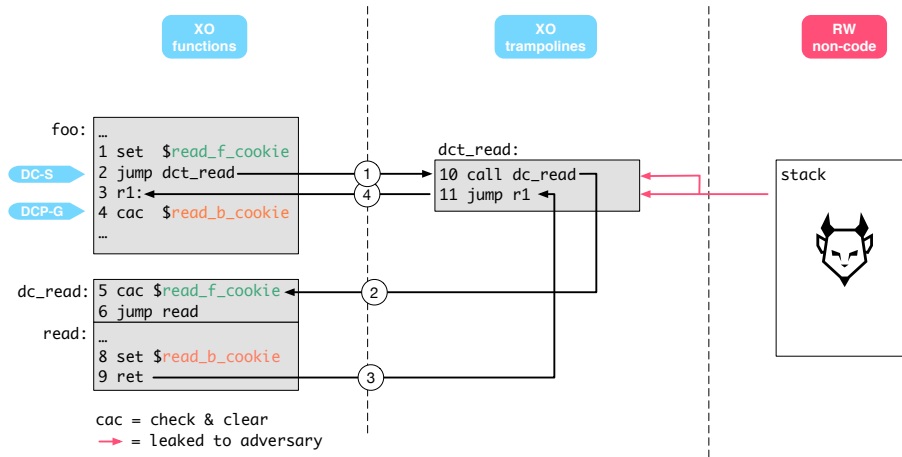 XO
functions
XO
trampolines
RW
non-code
foo:
…
1 set $read_f_cookie
DC-S
2 jump dct_read
3 r1:
DCP-G
4 cac $read_b_cookie
…
1
4
dct_read:
10 call dc_read
11 jump r1
stack
dc_read:
5 cac $read_f_cookie
6 jump read
2
read:
…
8 set $read_b_cookie
9 ret
3
cac = check & clear
= leaked to adversary